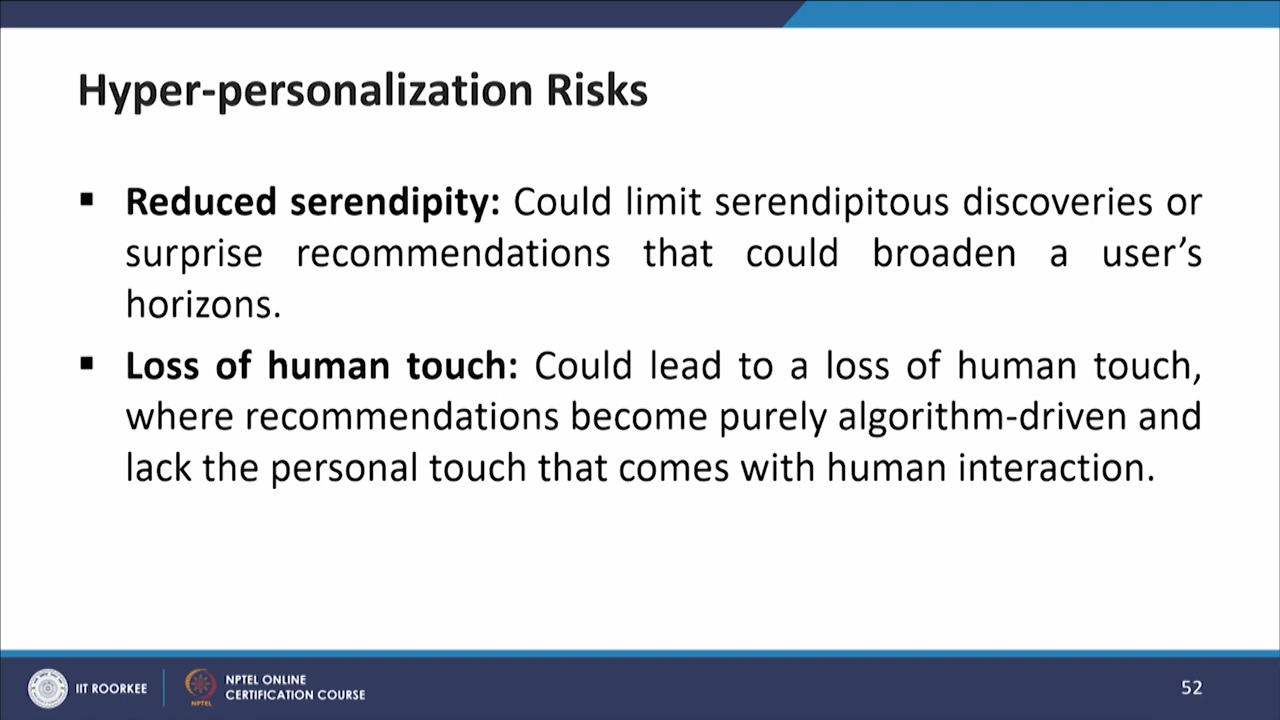 Hyper-personalization Risks
▪ Reduced serendipity: Could limit serendipitous discoveries or
surprise recommendations that could broaden a user’s
horizons.
▪ Loss of human touch: Could lead to a loss of human touch,
where recommendations become purely algorithm-driven and
lack the personal touch that comes with human interaction.
IIT ROORKEE
NPTEL
NPTEL ONLINE
CERTIFICATION COURSE
52